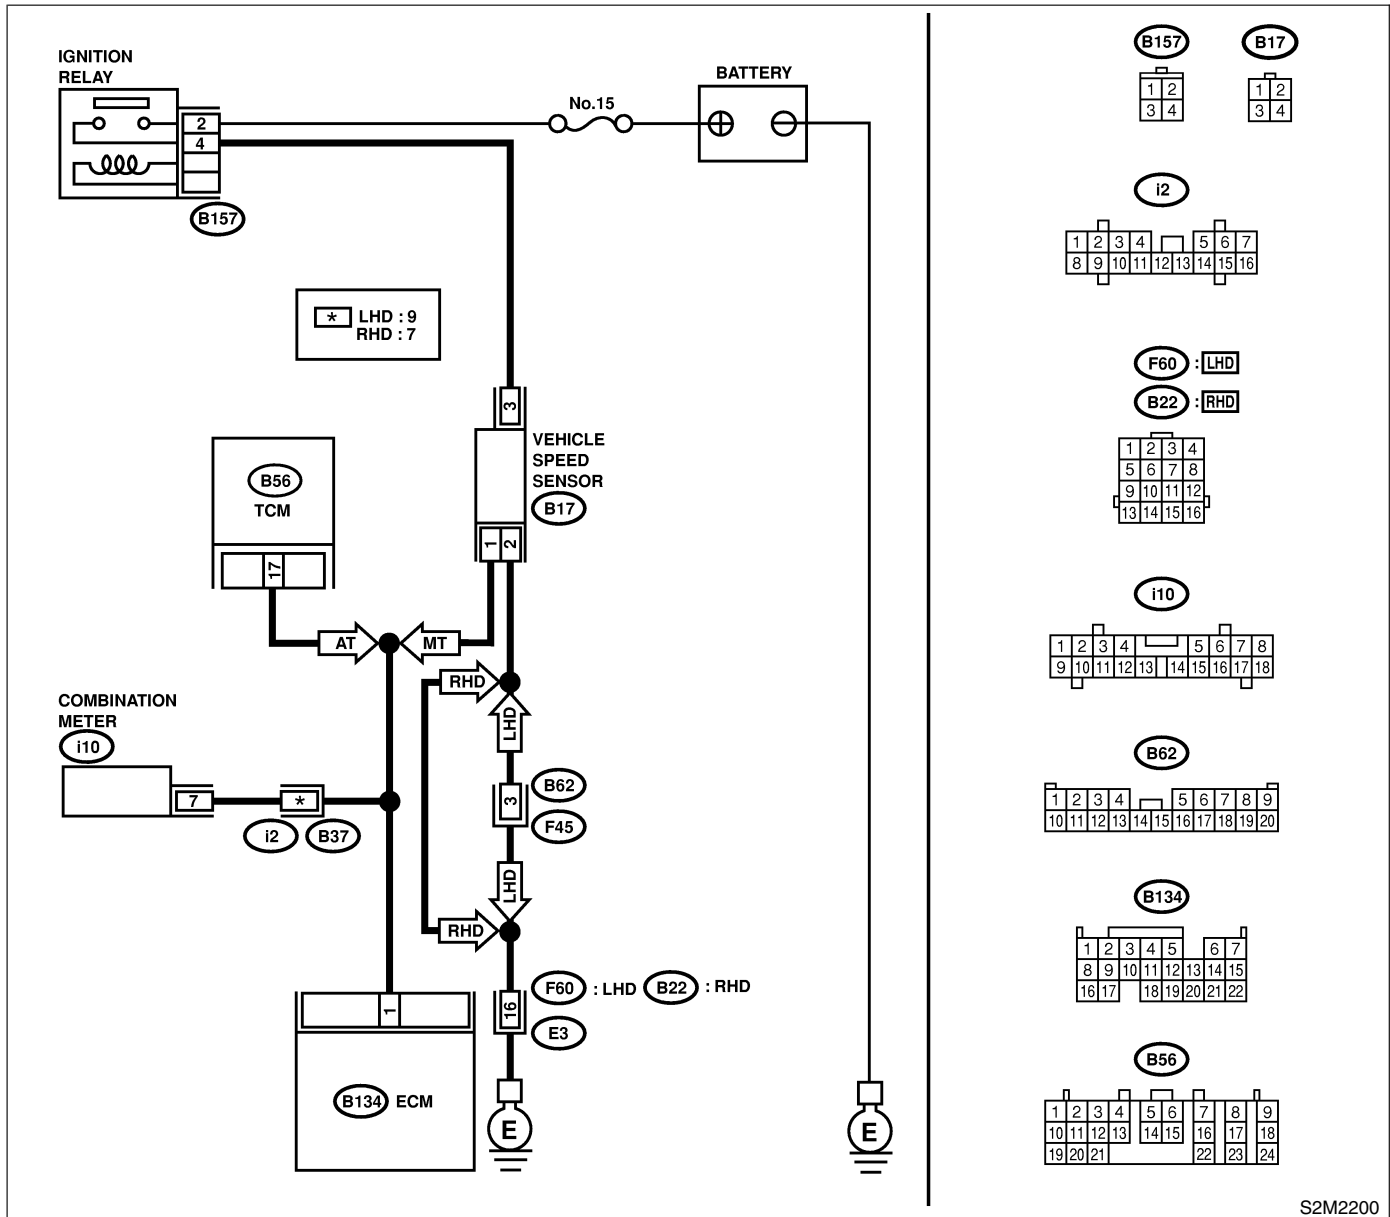 IGNITION
RELAY
2
4
B157
No.15
BATTERY
* LHD : 9
RHD : 7
3
VEHICLE
SPEED
SENSOR
B17
1 2
B56
TCM
17
AT
MT
RHD
LHD
COMBINATION
METER
i10
7
*
i2
B37
B62
3
F45
LHD
RHD
F60 : LHD B22 : RHD
16
E3
1
B134 ECM
E
E
B157
1 2
3 4
B17
1 2
3 4
i2
1 2 3 4 5 6 7
8 9 10 11 12 13 14 15 16
F60 : LHD
B22 : RHD
1 2 3 4
5 6 7 8
9 10 11 12
13 14 15 16
i10
1 2 3 4 5 6 7 8
9 10 11 12 13 14 15 16 17 18
B62
1 2 3 4 5 6 7 8 9
10 11 12 13 14 15 16 17 18 19 20
B134
1 2 3 4 5 6 7
8 9 10 11 12 13 14 15
16 17 18 19 20 21 22
B56
1 2 3 4 5 6 7 8 9
10 11 12 13 14 15 16 17 18
19 20 21 22 23 24
S2M2200